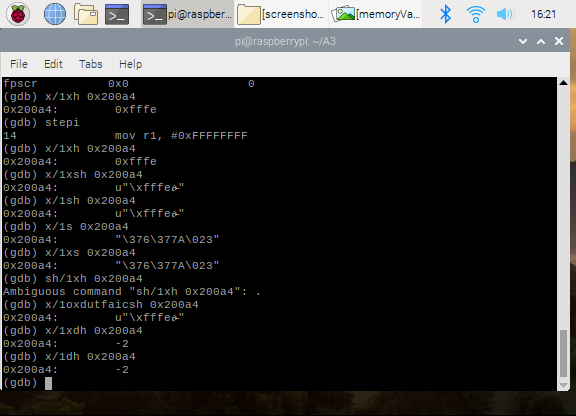 pi@raspber...
[screensho...
[memoryVa...
16:21
pi@raspberrypi: ~/A3
File Edit Tabs Help
fpscr 0x0 0
(gdb) x/1xh 0x200a4
0x200a4: 0xfffe
(gdb) stepi
14 mov r1, #0xFFFFFFFF
(gdb) x/1xh 0x200a4
0x200a4: 0xfffe
(gdb) x/1xsh 0x200a4
0x200a4: u"\xfffe
(gdb) x/1sh 0x200a4
0x200a4: u"\xfffe
(gdb) x/1s 0x200a4
0x200a4: "\376\377A\023"
(gdb) x/1xs 0x200a4
0x200a4: "\376\377A\023"
(gdb) sh/1xh 0x200a4
Ambiguous command "sh/1xh 0x200a4": .
(gdb) x/1oxdutfaicsh 0x200a4
0x200a4: u"\xfffe
(gdb) x/1xdh 0x200a4
0x200a4: -2
(gdb) x/1dh 0x200a4
0x200a4: -2
(gdb)